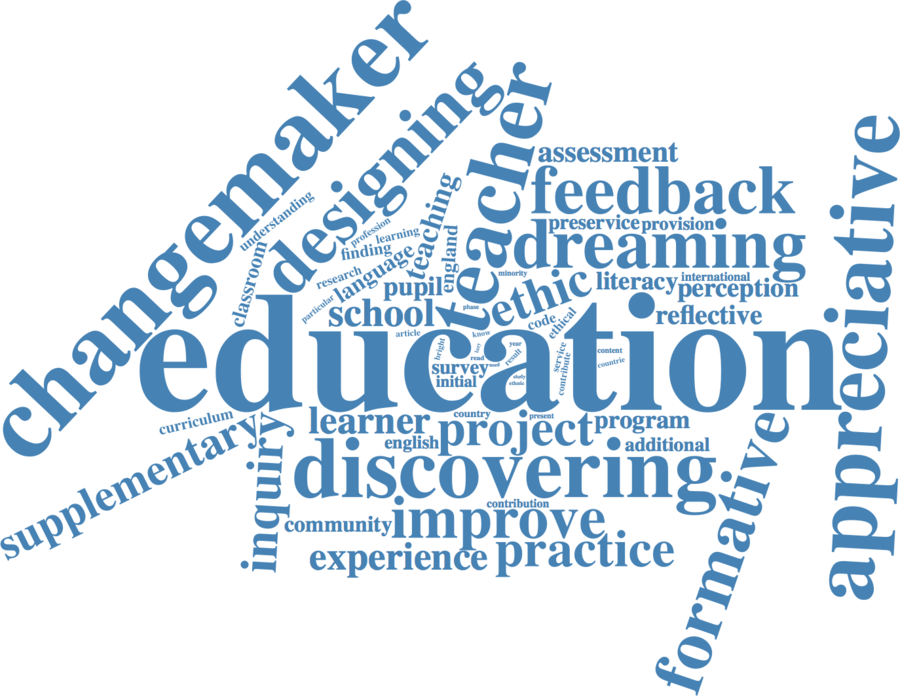 changemaker
designing
teacher
assessment
feedback
preservice
provision
dreaming
appreciative
understanding
profession
learning
teaching
finding
england
classroom
research
language
particular
pupil
minority
ethic
literacy
international
perception
school
phase
code
ethical
reflective
article
know
education
bright
year
result
read
survey
initial
study
ethnic
service
contribute
content
countrie
curriculum
supplementary
inquiry
learner
country
present
project
program
english
additional
discovering
formative
contribution
community
improve
experience
practice